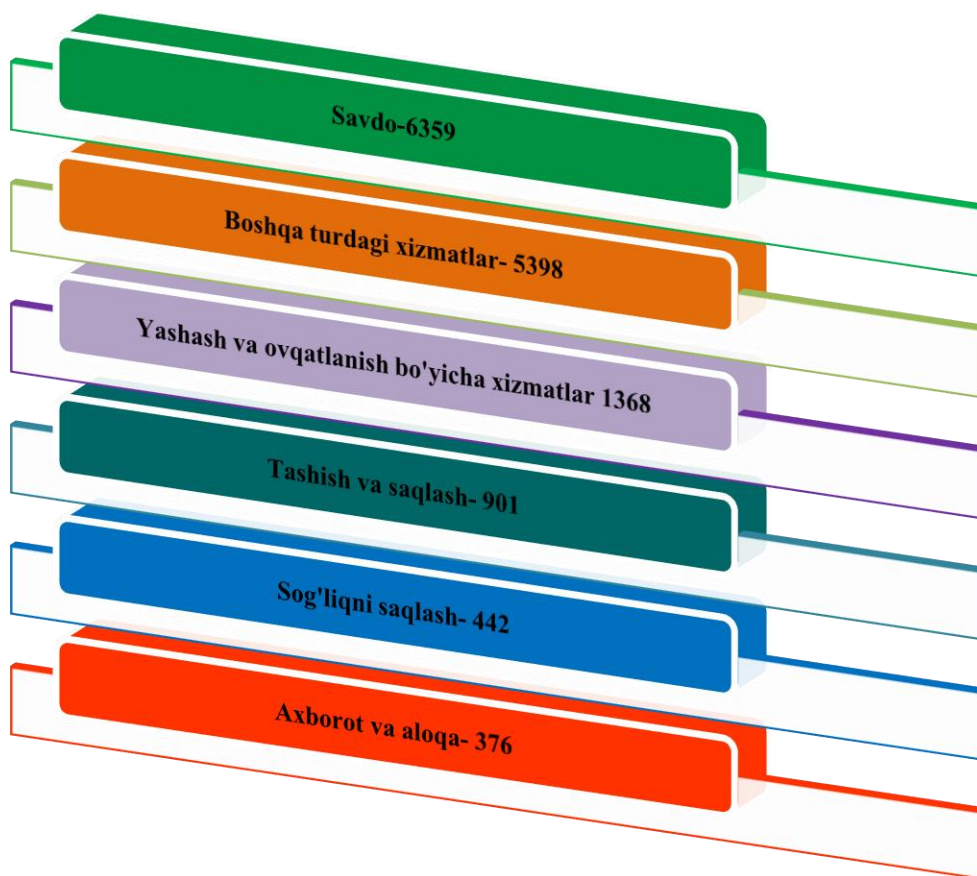 Savdo-6359
Boshqa turdagi xizmatlar- 5398
Yashash va ovqatlanish bo'yicha xizmatlar 1368
Tashish va saqlash- 901
Sog'liqni saqlash- 442
Axborot va aloqa- 376